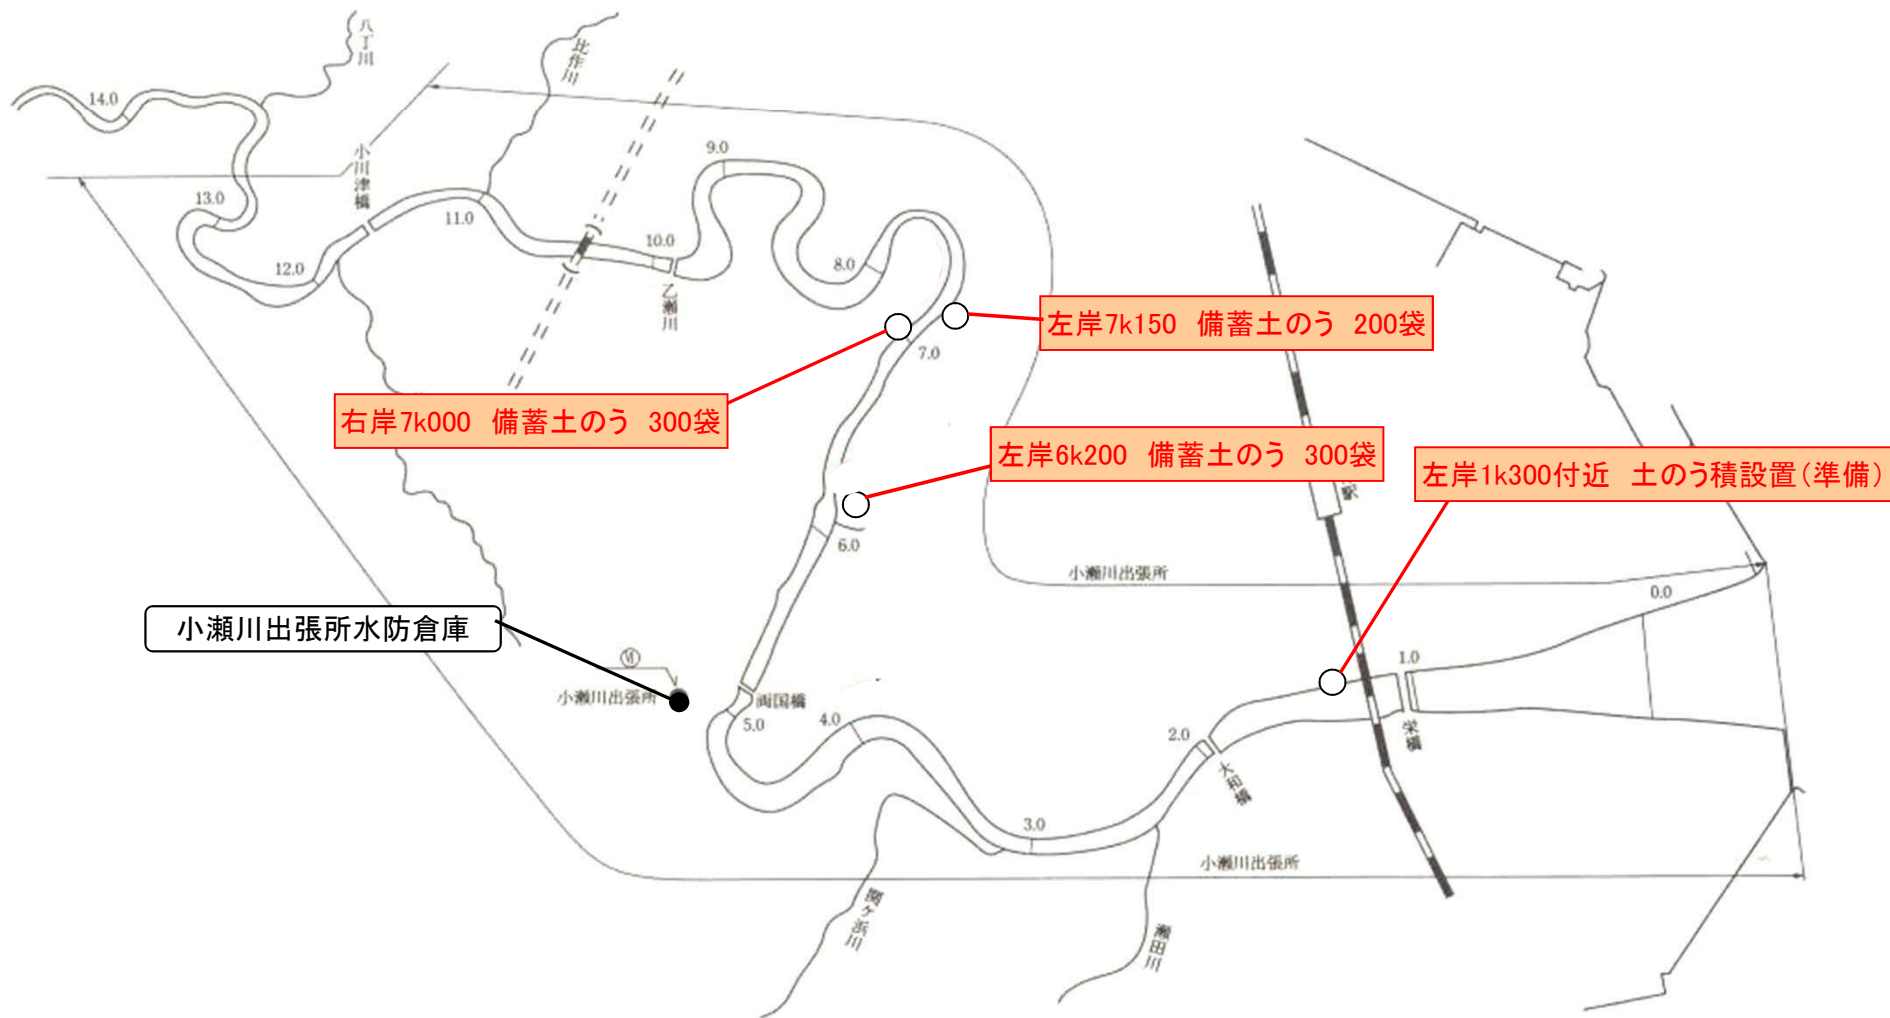 八丁川
比作川
14.0
小川津橋
9.0
13.0
11.0
10.0
8.0
12.0
乙瀬川
左岸7k150 備蓄土のう 200袋
7.0
右岸7k000 備蓄土のう 300袋
左岸6k200 備蓄土のう 300袋
左岸1k300付近 土のう積設置(準備)
駅
6.0
小瀬川出張所
0.0
小瀬川出張所水防倉庫
Ⅵ
小瀬川出張所
両国橋
1.0
5.0
4.0
2.0
栄橋
大和橋
3.0
小瀬川出張所
関ヶ浜川
瀬田川